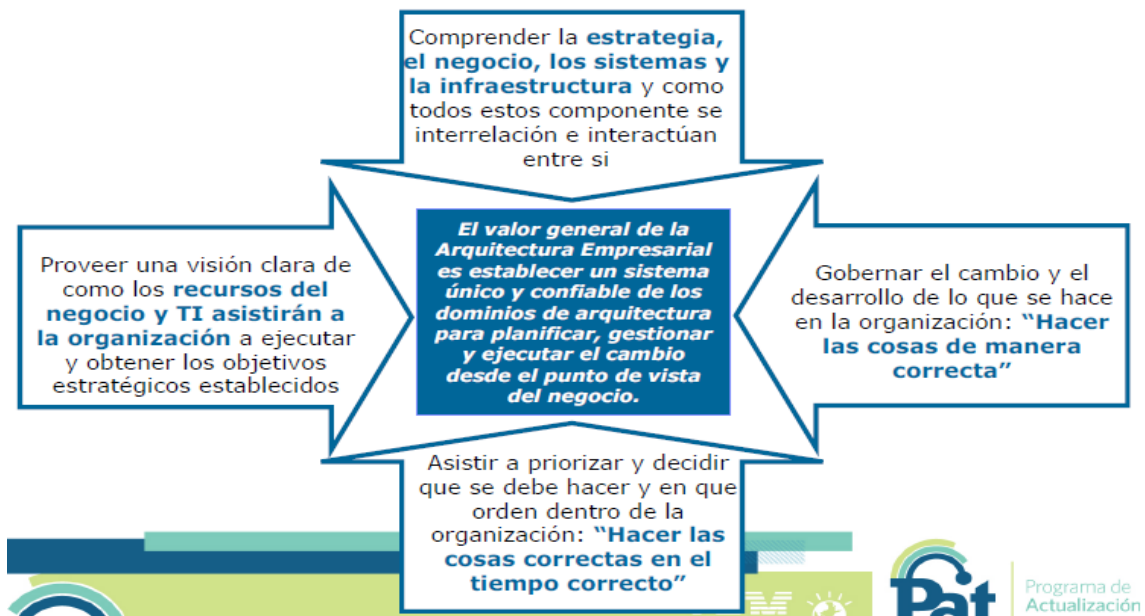 Comprender la estrategia,
el negocio, los sistemas y
la infraestructura y como
todos estos componente se
interrelación e interactúan
entre si
Proveer una visión clara de
como los recursos del
negocio y TI asistirán a
la organización a ejecutar
y obtener los objetivos
estratégicos establecidos
El valor general de la
Arquitectura Empresarial
es establecer un sistema
único y confiable de los
dominios de arquitectura
para planificar, gestionar
y ejecutar el cambio
desde el punto de vista
del negocio.
Gobernar el cambio y el
desarrollo de lo que se hace
en la organización: “Hacer
las cosas de manera
correcta”
Asistir a priorizar y decidir
que se debe hacer y en que
orden dentro de la
organización: “Hacer las
cosas correctas en el
tiempo correcto”
Pat
Programa de
Actualización